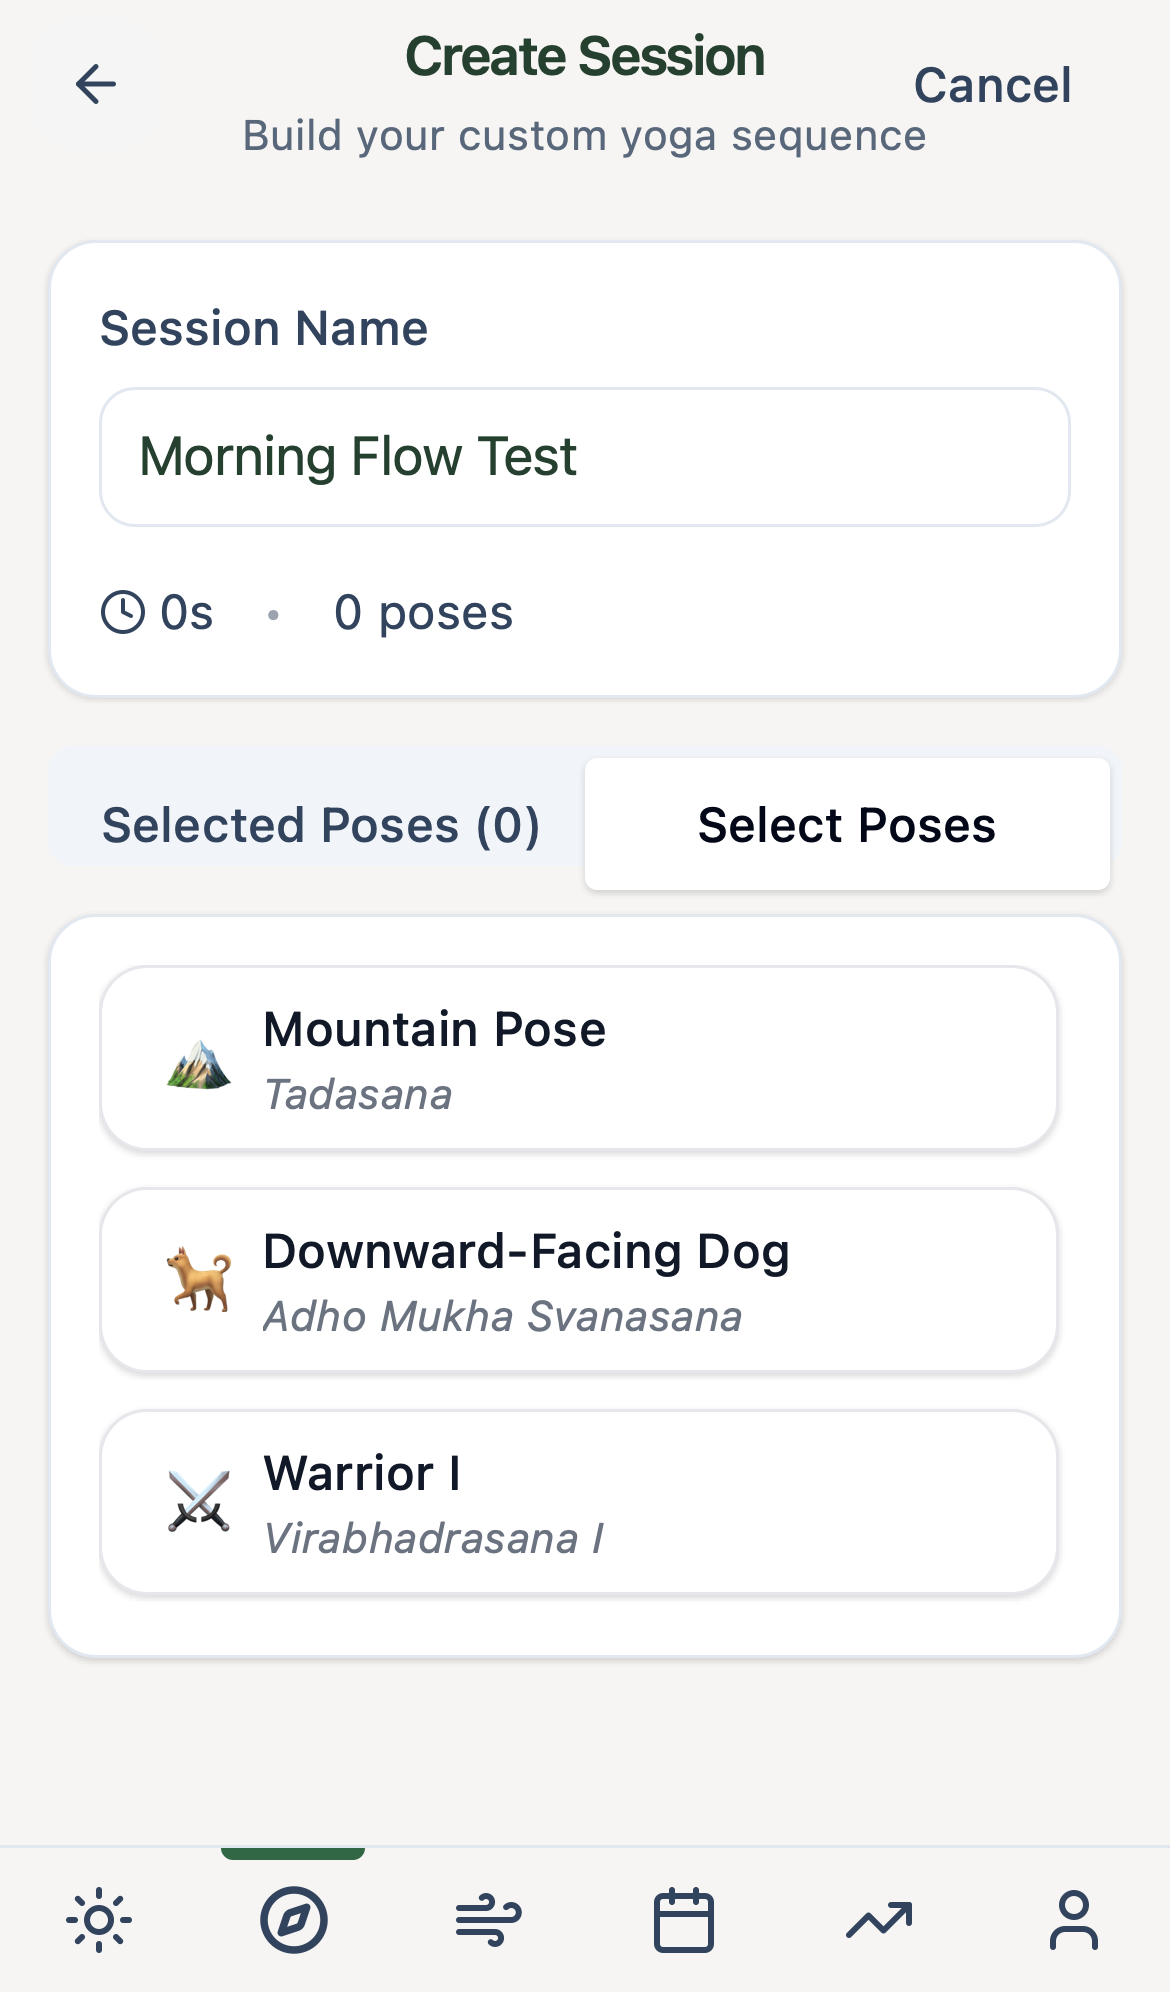 Create Session
Cancel
Build your custom yoga sequence
Session Name
Morning Flow Test
0s • 0 poses
Selected Poses (0)
Select Poses
Mountain Pose
Tadasana
Downward-Facing Dog
Adho Mukha Svanasana
Warrior I
Virabhadrasana I